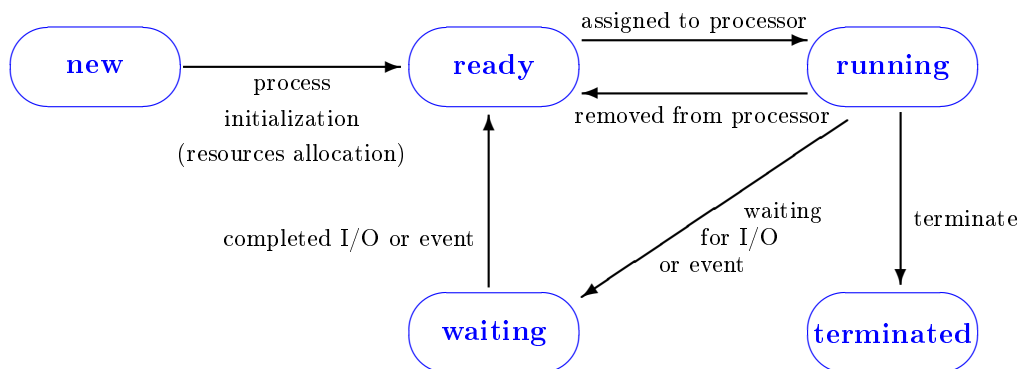 assigned to processor
new
ready
running
process
initialization
(resources allocation)
removed from processor
completed I/O or event
waiting
for I/O
or event
terminate
waiting
terminated